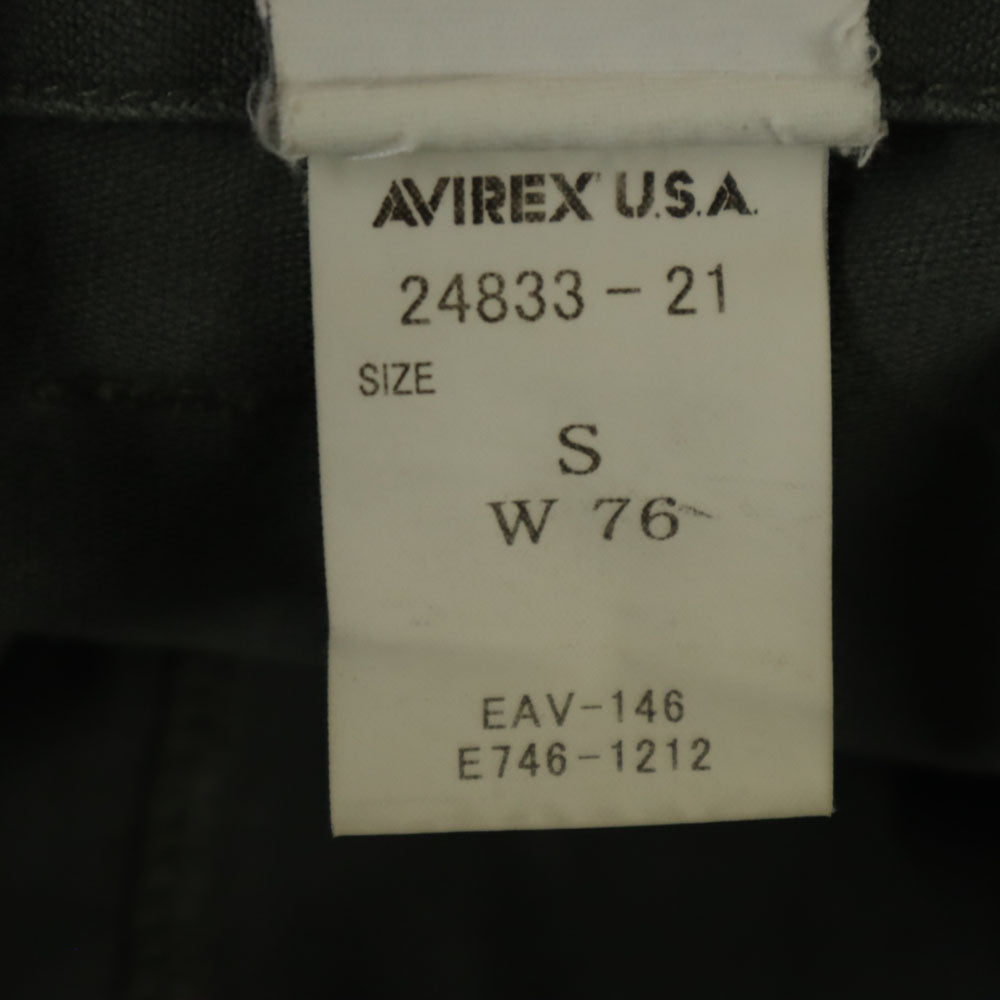 AVIREX U.S.A.
24833-21
SIZE
S
W 76
EAV-146
E746-1212